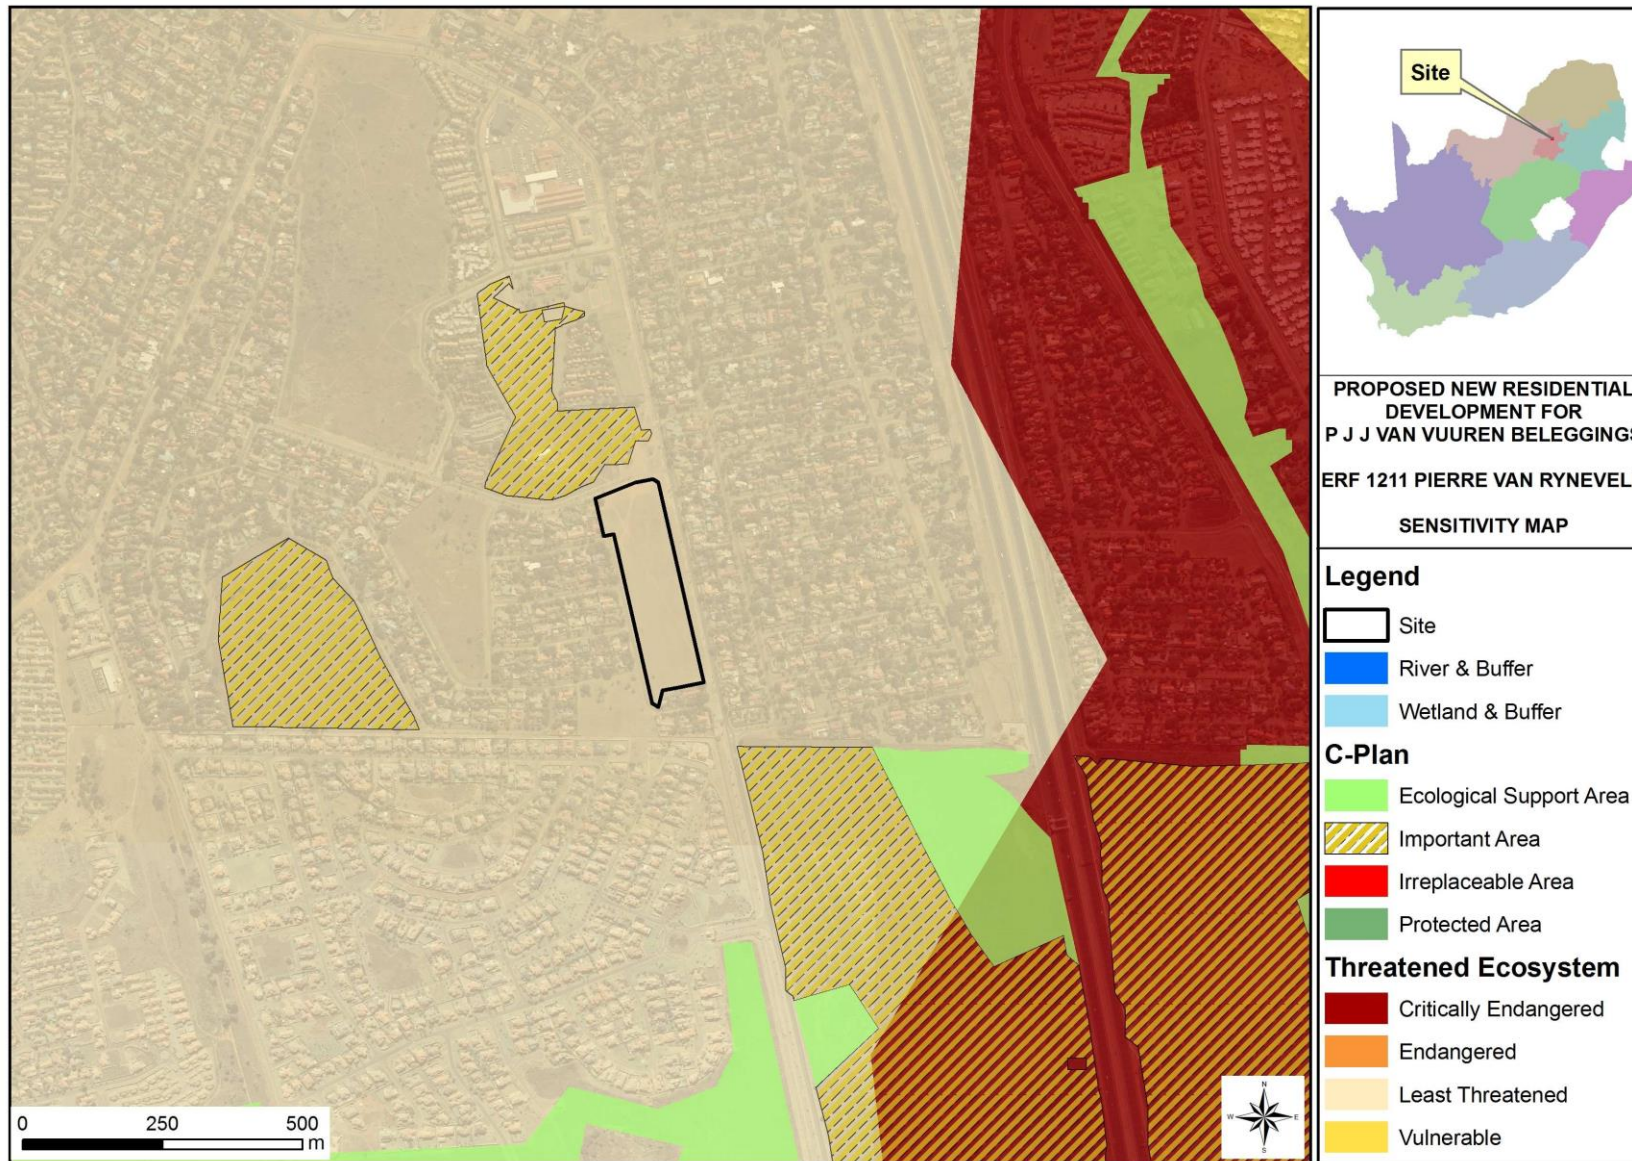 Site
PROPOSED NEW RESIDENTIAL
DEVELOPMENT FOR
P J J VAN VUUREN BELEGGINGS
ERF 1211 PIERRE VAN RYNEVEL
SENSITIVITY MAP
Legend
Site
River & Buffer
Wetland & Buffer
C-Plan
Ecological Support Area
Important Area
Irreplaceable Area
Protected Area
Threatened Ecosystem
Critically Endangered
Endangered
Least Threatened
Vulnerable
0 250 500
m
N
W E
S